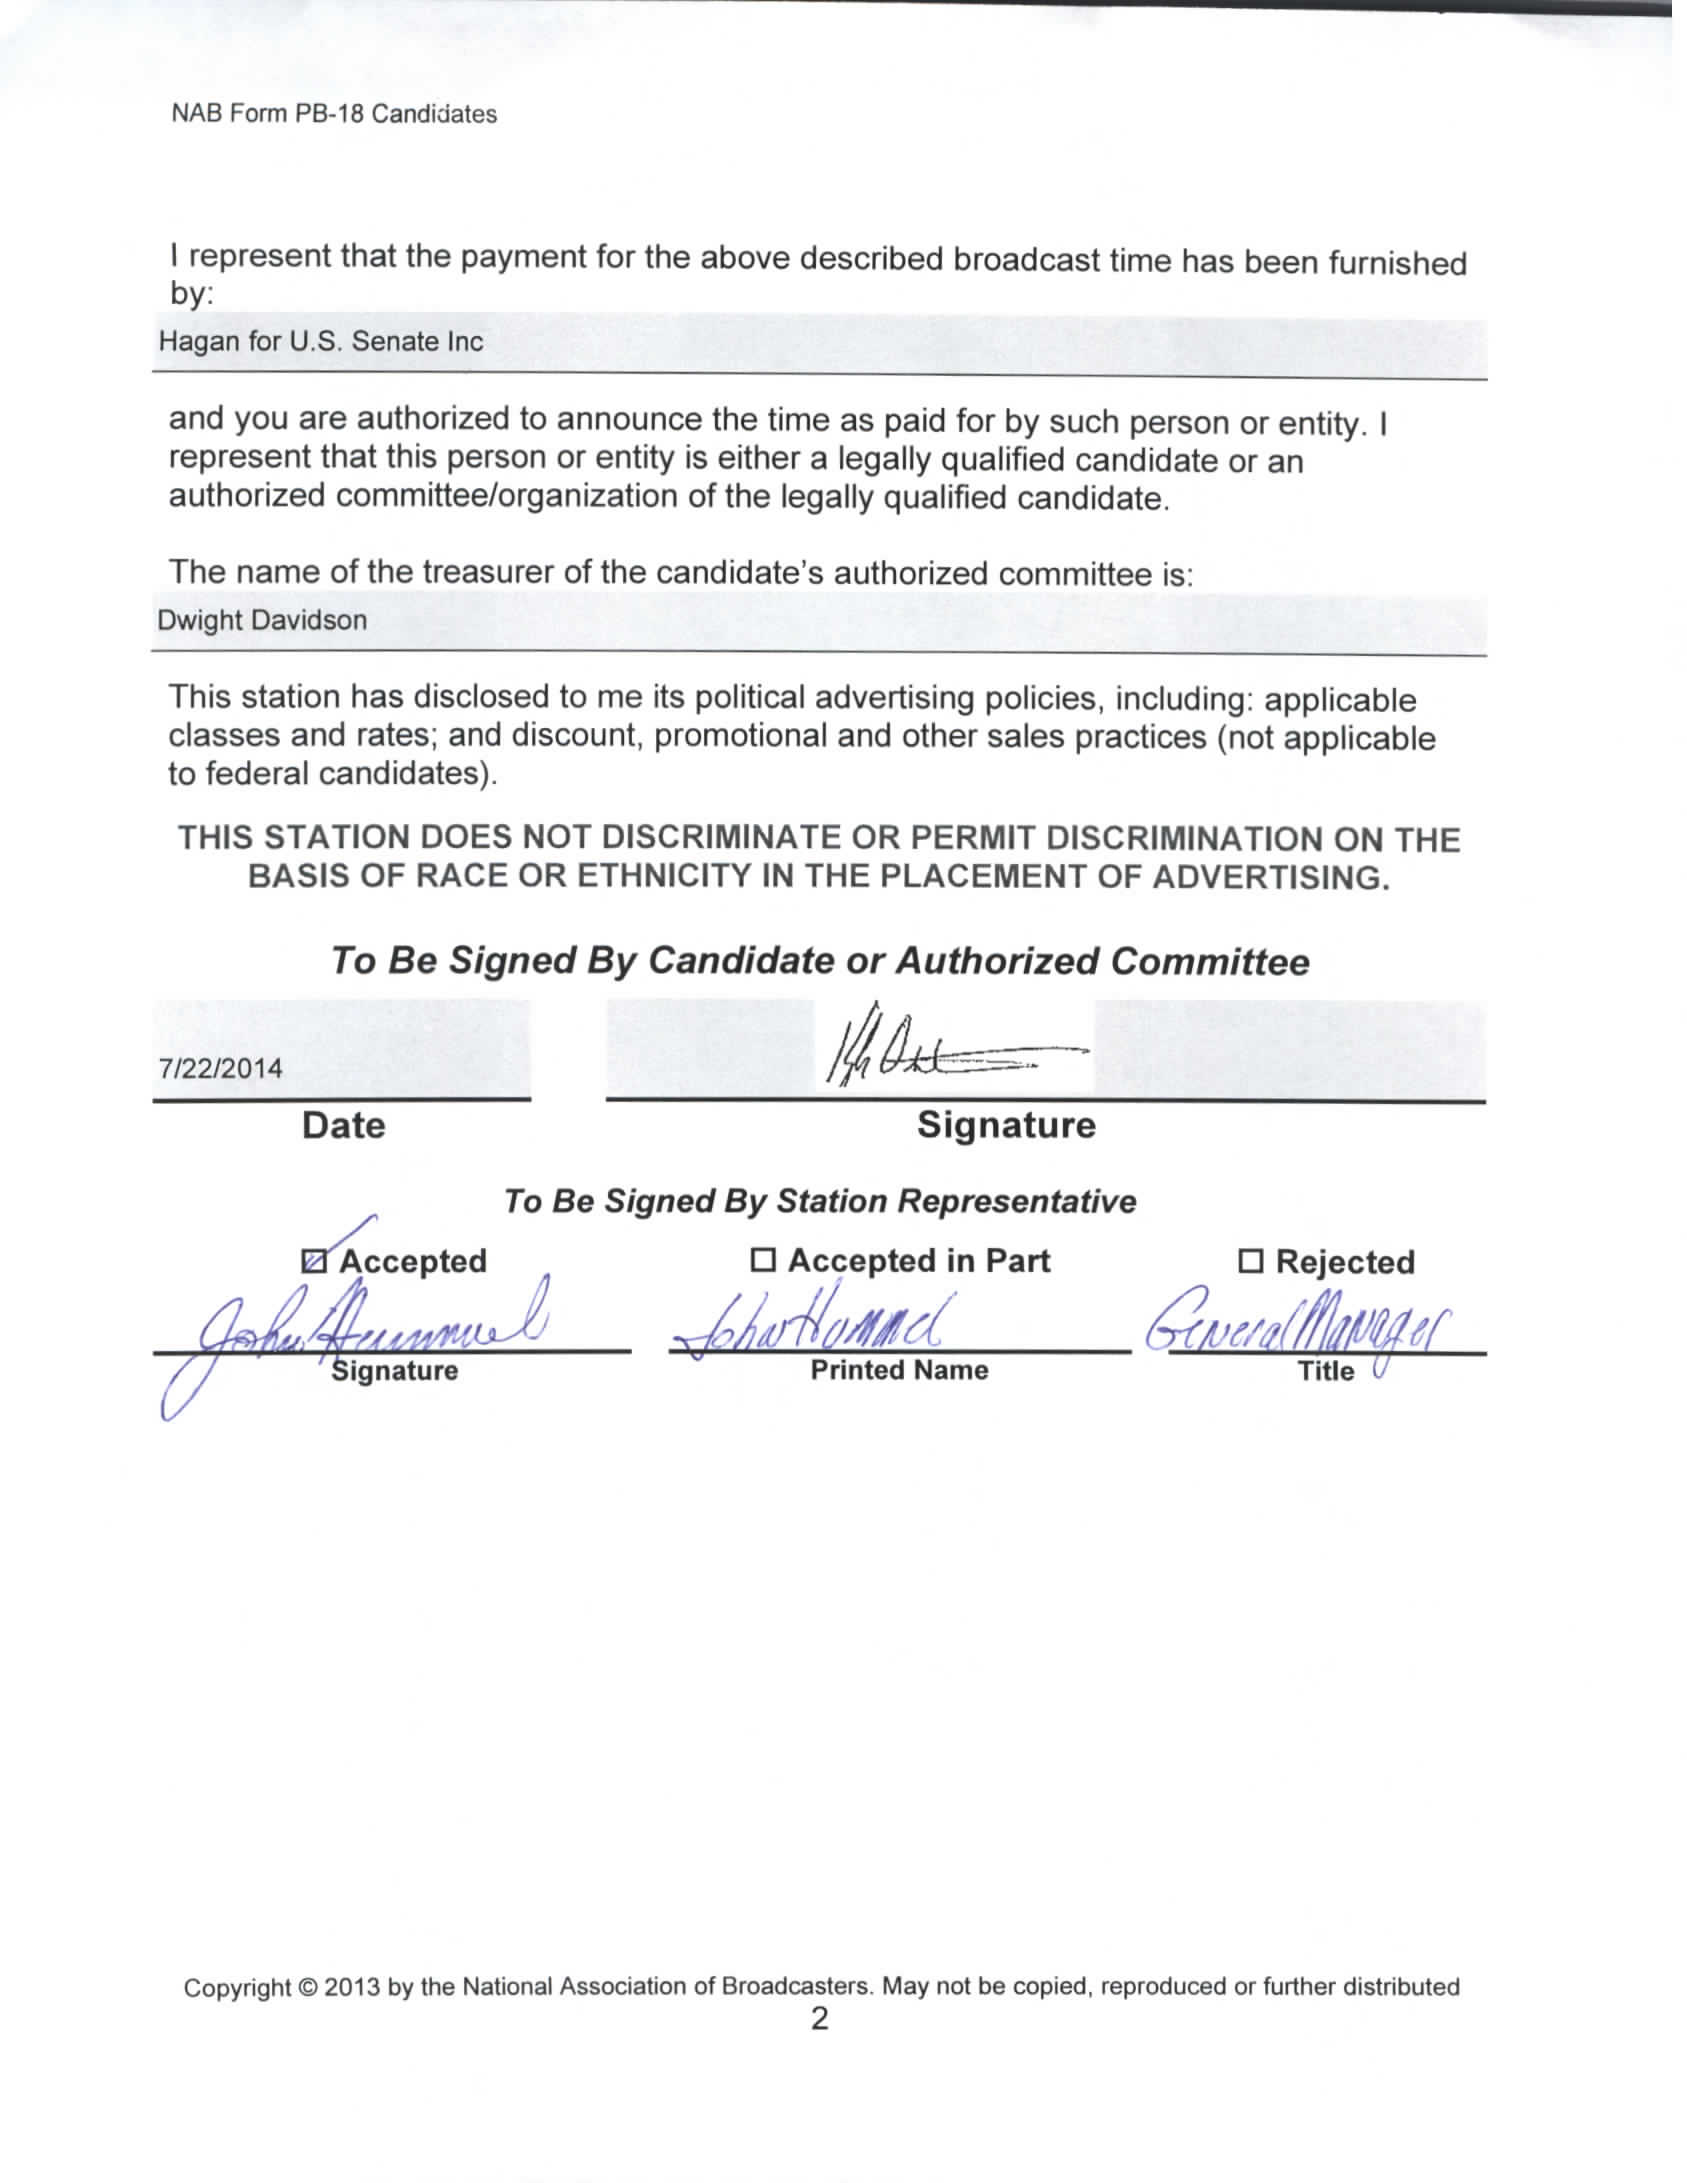 NAB Form PB-18 Candidates
I represent that the payment for the above described broadcast time has been furnished
by:
Hagan for U.S. Senate Inc
and you are authorized to announce the time as paid for by such person or entity. I
represent that this person or entity is either a legally qualified candidate or an
authorized committee/organization of the legally qualified candidate.
The name of the treasurer of the candidate's authorized committee is:
Dwight Davidson
This station has disclosed to me its political advertising policies, including: applicable
classes and rates; and discount, promotional and other sales practices (not applicable
to federal candidates).
THIS STATION DOES NOT DISCRIMINATE OR PERMIT DISCRIMINATION ON THE
BASIS OF RACE OR ETHNICITY IN THE PLACEMENT OF ADVERTISING.
To Be Signed By Candidate or Authorized Committee
7/22/2014
Date Signature
To Be Signed By Station Representative
Accepted Accepted in Part Rejected
John John General Manager
Signature Printed Name Title
Copyright © 2013 by the National Association of Broadcasters. May not be copied, reproduced or further distributed
2